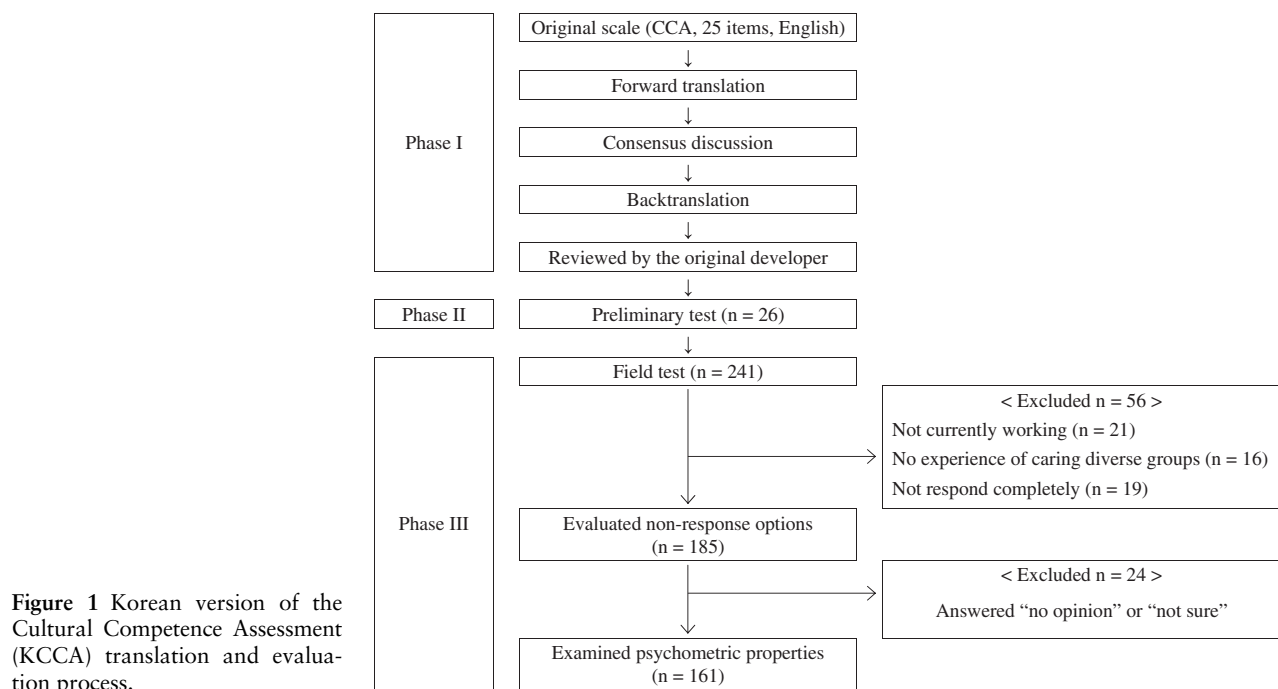 Original scale (CCA, 25 items, English)
↓
Forward translation
↓
Phase I
Consensus discussion
↓
Backtranslation
↓
Reviewed by the original developer
↓
Phase II
Preliminary test (n = 26)
↓
Field test (n = 241)
< Excluded n = 56 >
Not currently working (n = 21)
No experience of caring diverse groups (n = 16)
Not respond completely (n = 19)
Phase III
Evaluated non-response options
(n = 185)
< Excluded n = 24 >
Answered “no opinion” or “not sure”
Examined psychometric properties
(n = 161)
Figure 1 Korean version of the
Cultural Competence Assessment
(KCCA) translation and evalua-
tion process.